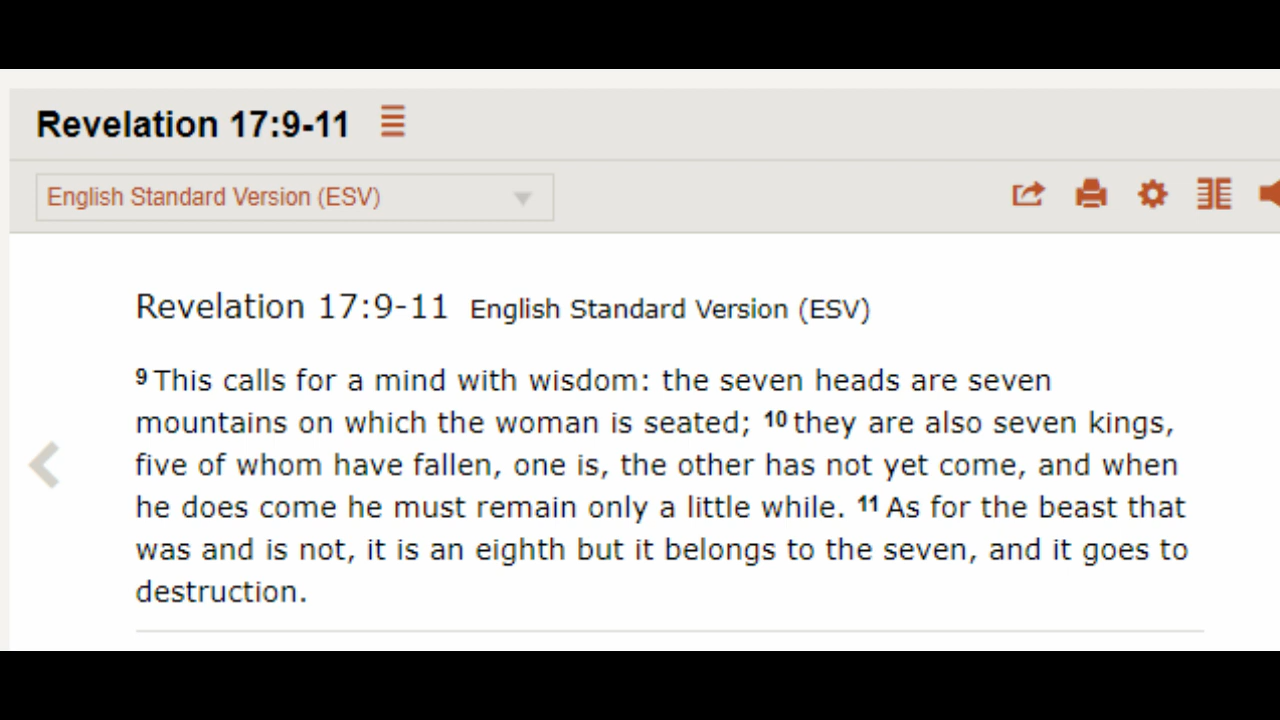 Revelation 17:9-11
English Standard Version (ESV)
Revelation 17:9-11 English Standard Version (ESV)
9 This calls for a mind with wisdom: the seven heads are seven
mountains on which the woman is seated; 10 they are also seven kings,
five of whom have fallen, one is, the other has not yet come, and when
he does come he must remain only a little while. 11 As for the beast that
was and is not, it is an eighth but it belongs to the seven, and it goes to
destruction.